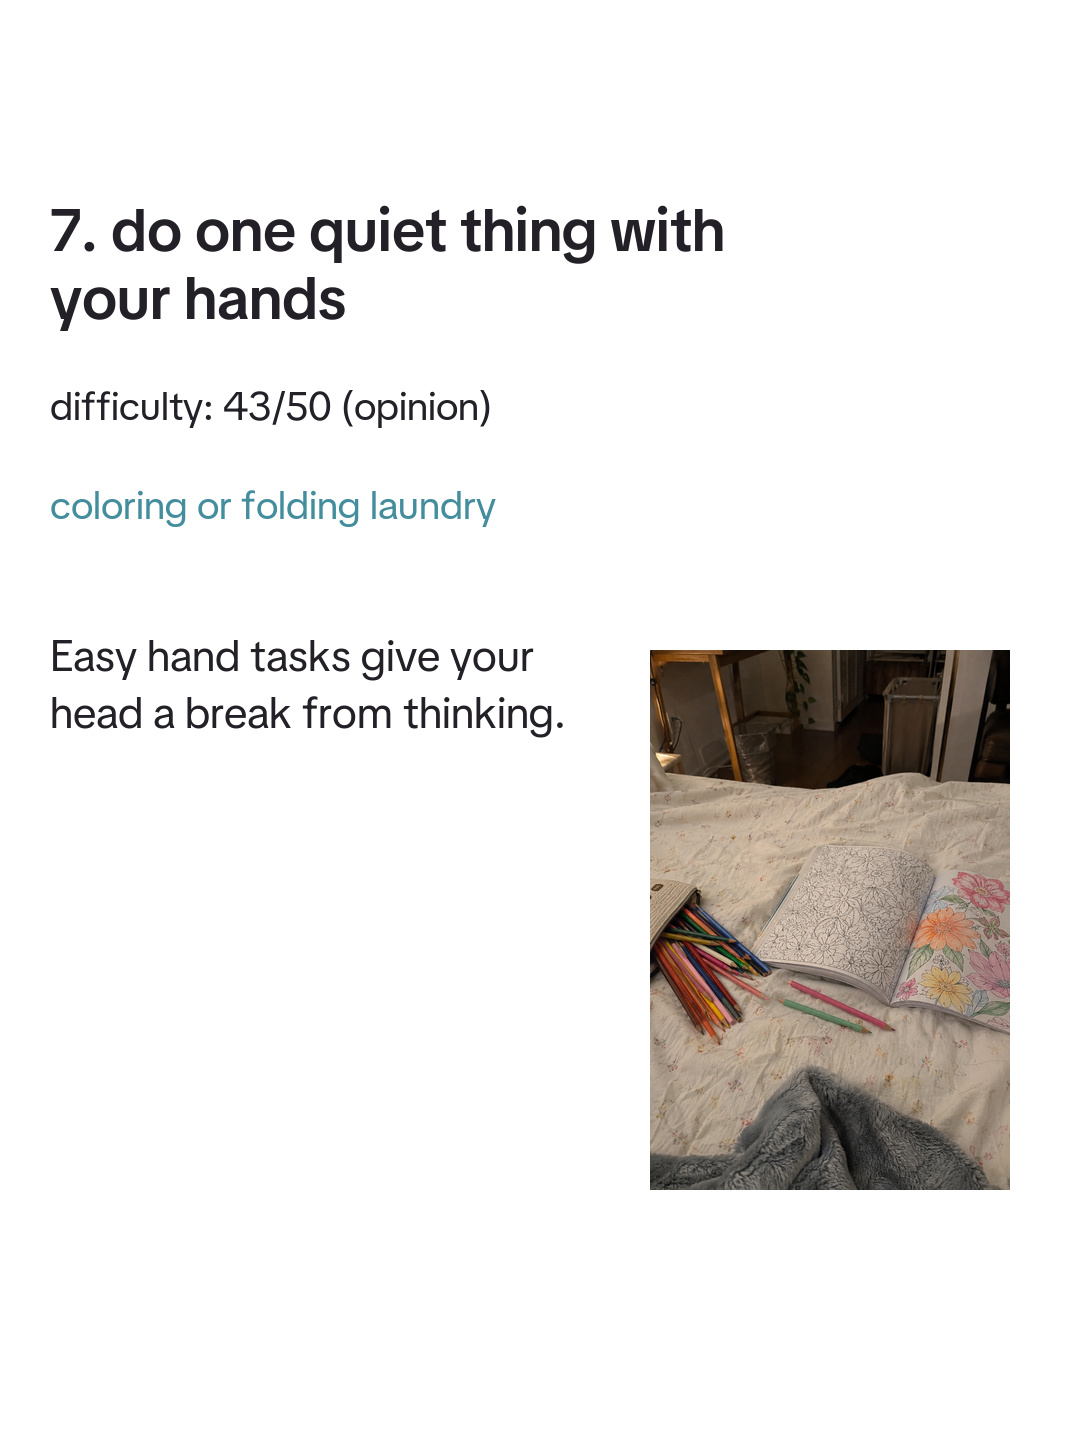 7. do one quiet thing with
your hands
difficulty: 43/50 (opinion)
coloring or folding laundry
Easy hand tasks give your
head a break from thinking.